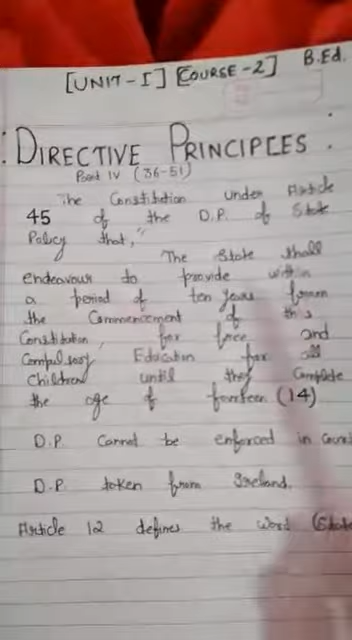 B.Ed.
[UNIT-I] [COURSE-2]
: DIRECTIVE PRINCIPLES .
Part IV (36-51)
The Constitution under Article
45 of the D.P. of State
Policy that,"
The State shall
endeavour to provide within
a period of ten years from
the Commencement of this
Constitution, for free and
Compulsory Education for all
Children until they Complete
the age of fourteen (14)
D.P. Cannot be enforced in Court
D.P. taken from Ireland.
Article 12 defines the word (State